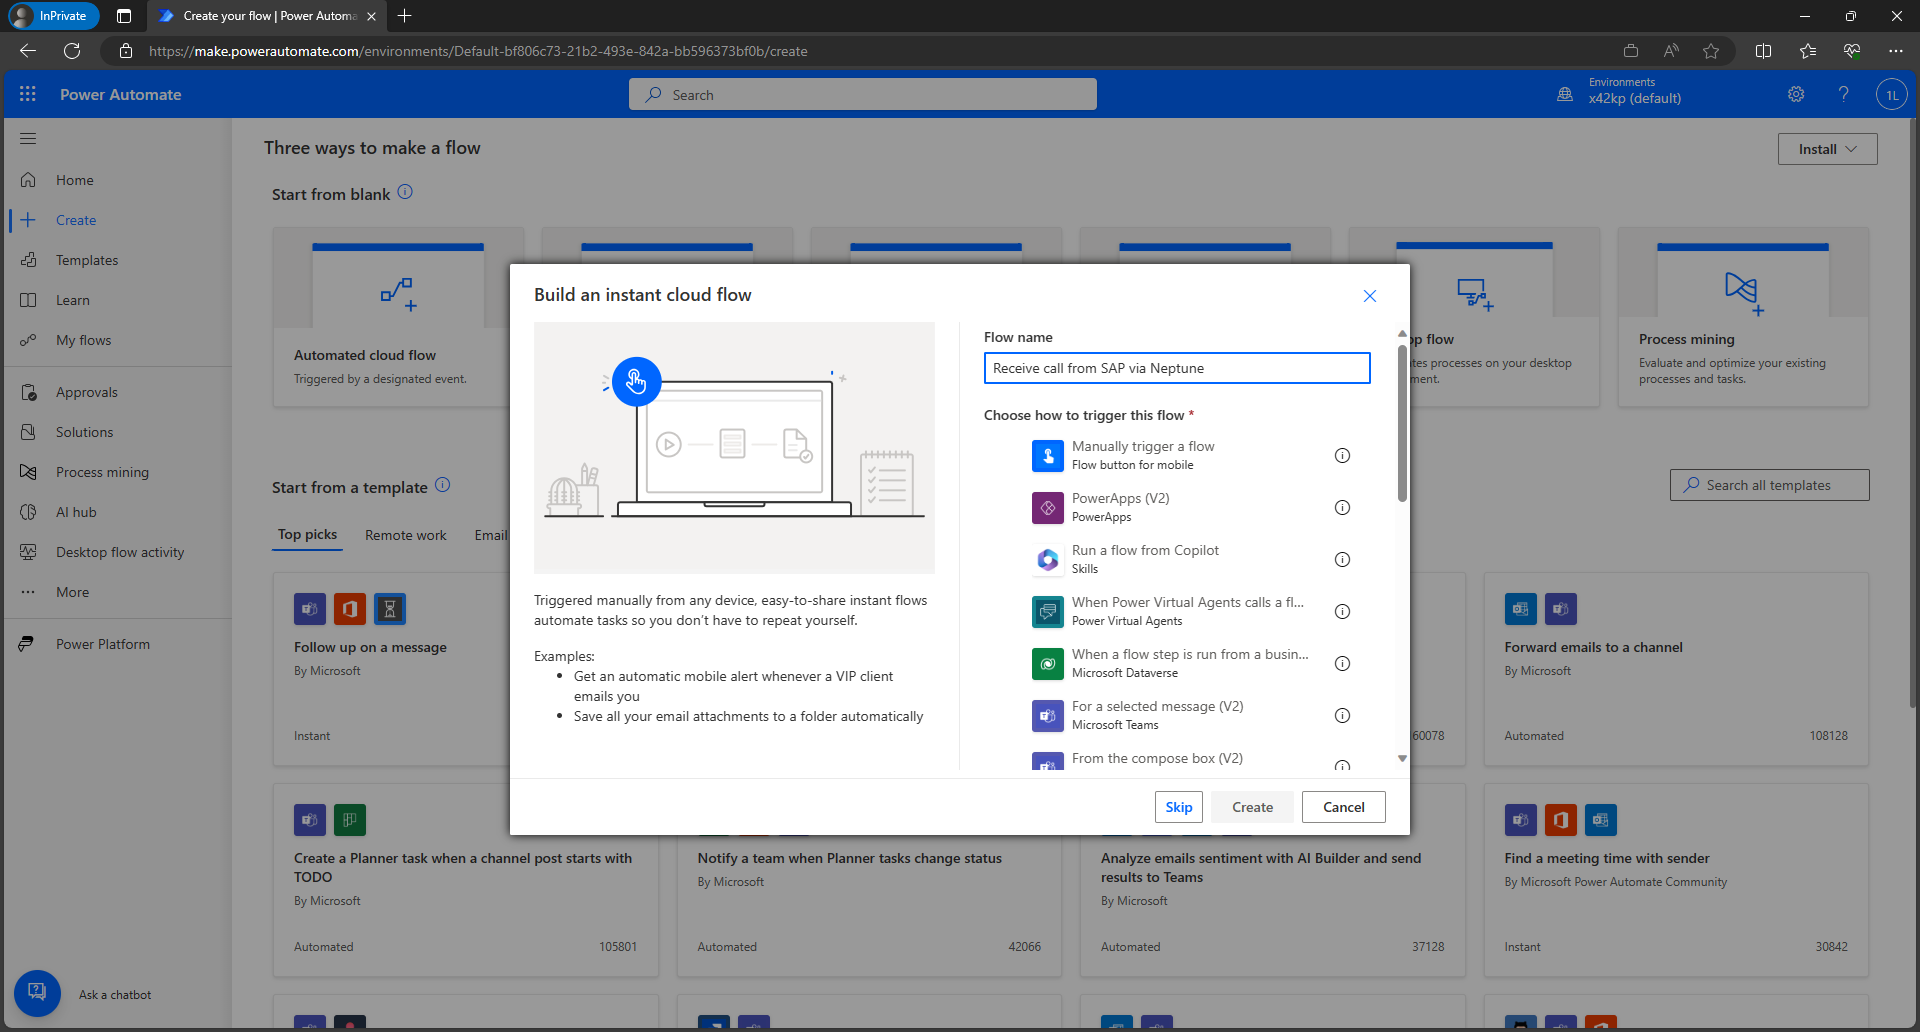 InPrivate
Create your flow | Power Automa
https://make.powerautomate.com/environments/Default-bf806c73-21b2-493e-842a-bb596373bf0b/create
Power Automate
Search
Environments
x42kp (default)
1L
Home
Create
Templates
Learn
My flows
Approvals
Solutions
Process mining
AI hub
Desktop flow activity
More
Power Platform
Ask a chatbot
Three ways to make a flow
Install
Start from blank
Automated cloud flow
Triggered by a designated event.
op flow
tes processes on your desktop
ment.
Process mining
Evaluate and optimize your existing
processes and tasks.
Start from a template
Search all templates
Top picks
Remote work
Email
Follow up on a message
By Microsoft
Instant
60078
Forward emails to a channel
By Microsoft
Automated
108128
Create a Planner task when a channel post starts with
TODO
By Microsoft
Automated
105801
Notify a team when Planner tasks change status
By Microsoft
Automated
42066
Analyze emails sentiment with AI Builder and send
results to Teams
By Microsoft
Automated
37128
Find a meeting time with sender
By Microsoft Power Automate Community
Instant
30842
Build an instant cloud flow
Triggered manually from any device, easy-to-share instant flows
automate tasks so you don't have to repeat yourself.
Examples:
• Get an automatic mobile alert whenever a VIP client
emails you
• Save all your email attachments to a folder automatically
Flow name
Receive call from SAP via Neptune
Choose how to trigger this flow *
Manually trigger a flow
Flow button for mobile
PowerApps (V2)
PowerApps
Run a flow from Copilot
Skills
When Power Virtual Agents calls a fl...
Power Virtual Agents
When a flow step is run from a busin...
Microsoft Dataverse
For a selected message (V2)
Microsoft Teams
From the compose box (V2)
Skip
Create
Cancel